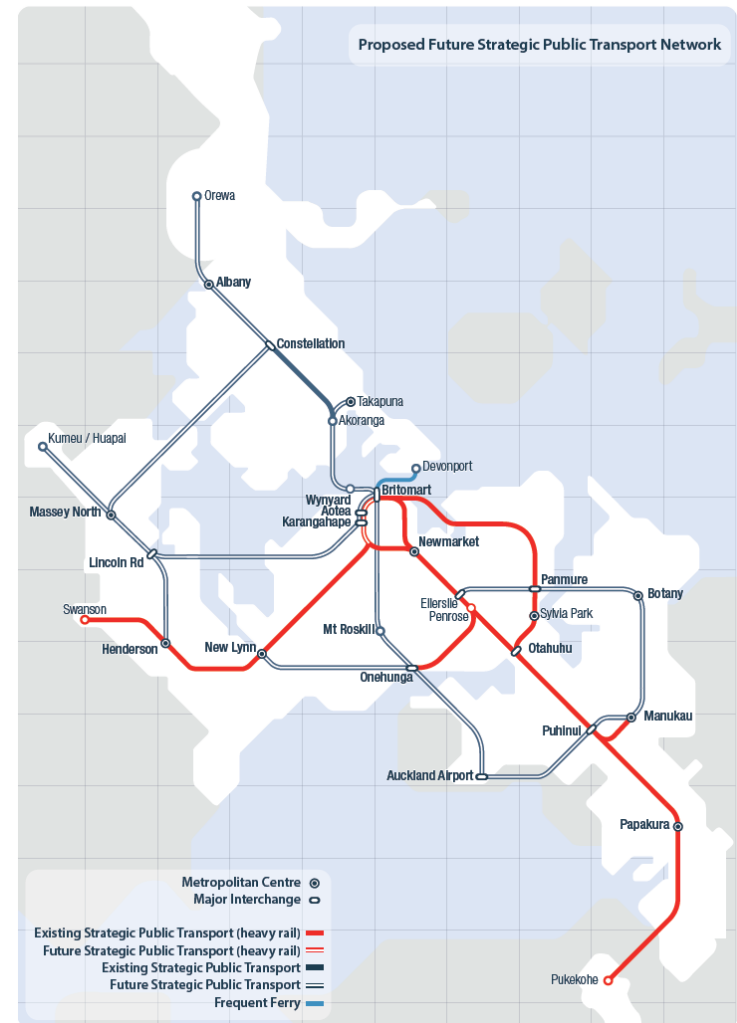 Proposed Future Strategic Public Transport Network
Orewa
Albany
Constellation
Takapuna
Akoranga
Kumeu / Huapai
Devonport
Britomart
Wynyard
Aotea
Karangahape
Massey North
Newmarket
Lincoln Rd
Panmure
Botany
Ellerslie
Penrose
Sylvia Park
Swanson
Mt Roskill
Henderson
New Lynn
Otahuhu
Onehunga
Manukau
Puhinui
Auckland Airport
Papakura
Metropolitan Centre
Major Interchange
Existing Strategic Public Transport (heavy rail)
Future Strategic Public Transport (heavy rail)
Existing Strategic Public Transport
Future Strategic Public Transport
Frequent Ferry
Pukekohe